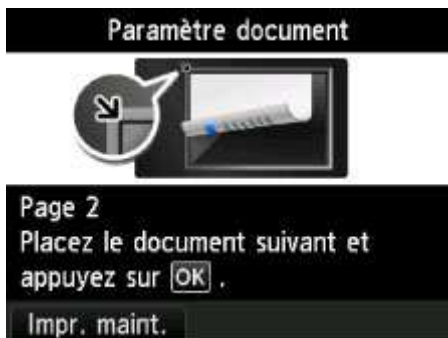 Paramètre document
Page 2
Placez le document suivant et
appuyez sur OK .
Impr. maint.